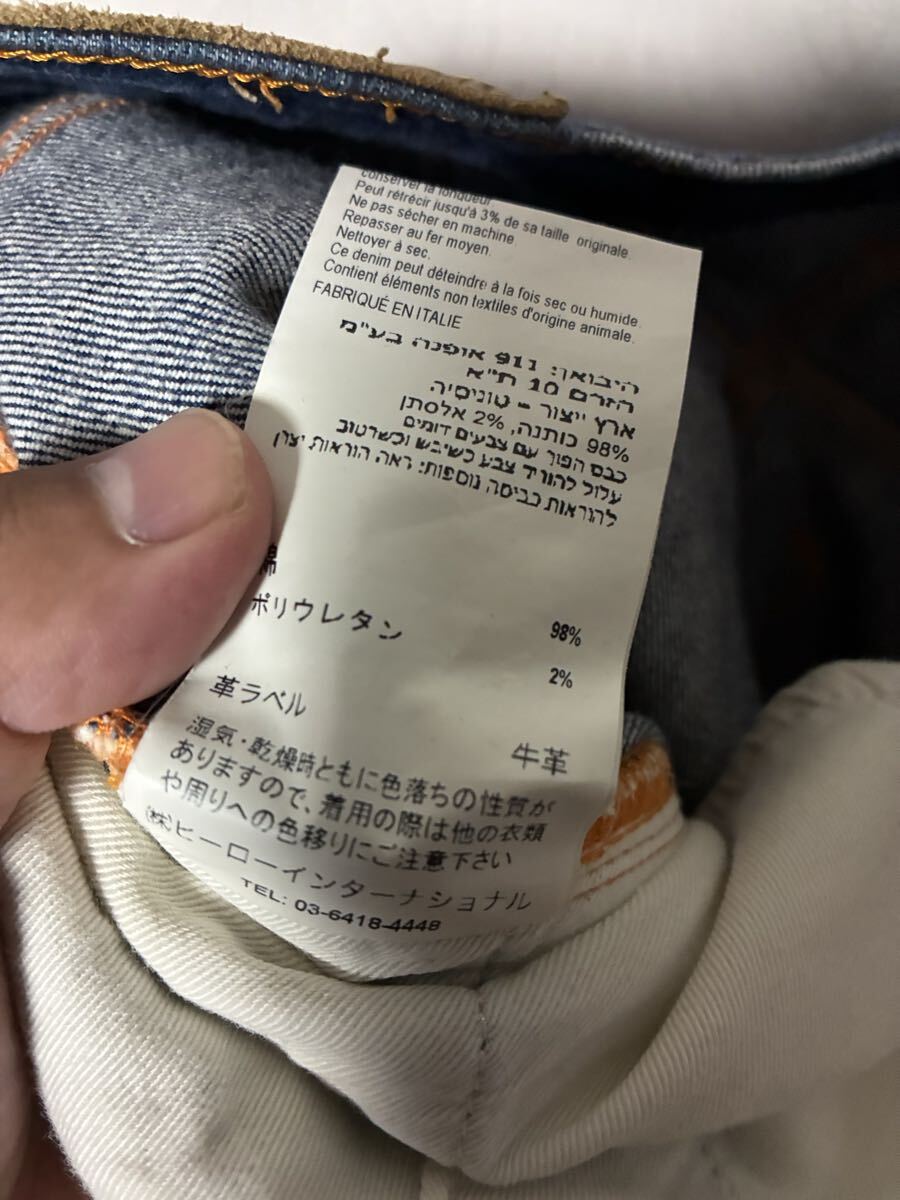 conserver la longueur.
Peut rétrécir jusqu'à 3% de sa taille originale.
Ne pas sécher en machine
Repasser au fer moyen.
Nettoyer à sec.
Ce denim peut déteindre à la fois sec ou humide.
Contient éléments non textiles d'origine animale.
FABRIQUÉ EN ITALIE
היבואן: 911 אופנה בע"מ
הזרם 10 ת"א
ארץ ייצור - טוניסיה
98% כותנה, 2% אלסתן
כבס הפוך עם צבעים דומים
עלול להוריד צבע כשיבש וכשרטוב
להוראות כביסה נוספות: ראה הוראות יצרן
綿 98%
ポリウレタン 2%
革ラベル 牛革
湿気・乾燥時ともに色落ちの性質が
ありますので、着用の際は他の衣類
や周りへの色移りにご注意下さい
(株)ヒーローインターナショナル
TEL: 03-6418-4448